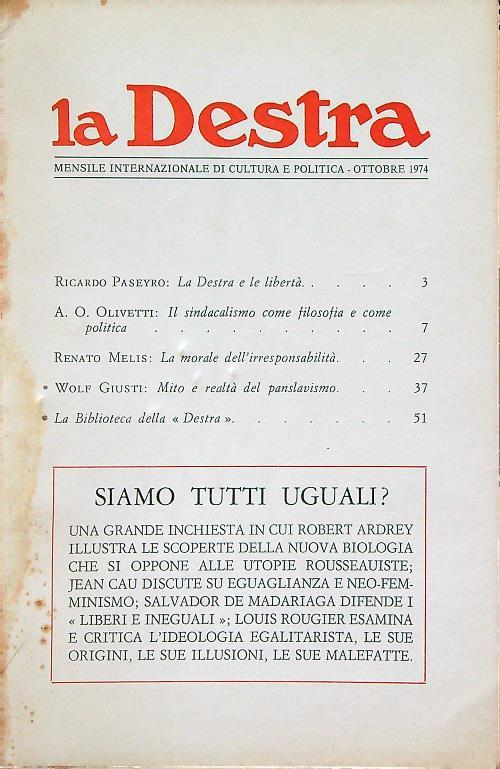 la Destra
MENSILE INTERNAZIONALE DI CULTURA E POLITICA - OTTOBRE 1974
RICARDO PASEYRO: La Destra e le libertà. . . . . 3
A. O. OLIVETTI: Il sindacalismo come filosofia e come
politica . . . . . . . . . . 7
RENATO MELIS: La morale dell'irresponsabilità. . . 27
• WOLF GIUSTI: Mito e realtà del panslavismo. . . 37
• La Biblioteca della « Destra ». . . . . . . 51
SIAMO TUTTI UGUALI?
UNA GRANDE INCHIESTA IN CUI ROBERT ARDREY
ILLUSTRA LE SCOPERTE DELLA NUOVA BIOLOGIA
CHE SI OPPONE ALLE UTOPIE ROUSSEAUISTE;
JEAN CAU DISCUTE SU EGUAGLIANZA E NEO-FEM-
MINISMO; SALVADOR DE MADARIAGA DIFENDE I
« LIBERI E INEGUALI »; LOUIS ROUGIER ESAMINA
E CRITICA L'IDEOLOGIA EGALITARISTA, LE SUE
ORIGINI, LE SUE ILLUSIONI, LE SUE MALEFATTE.